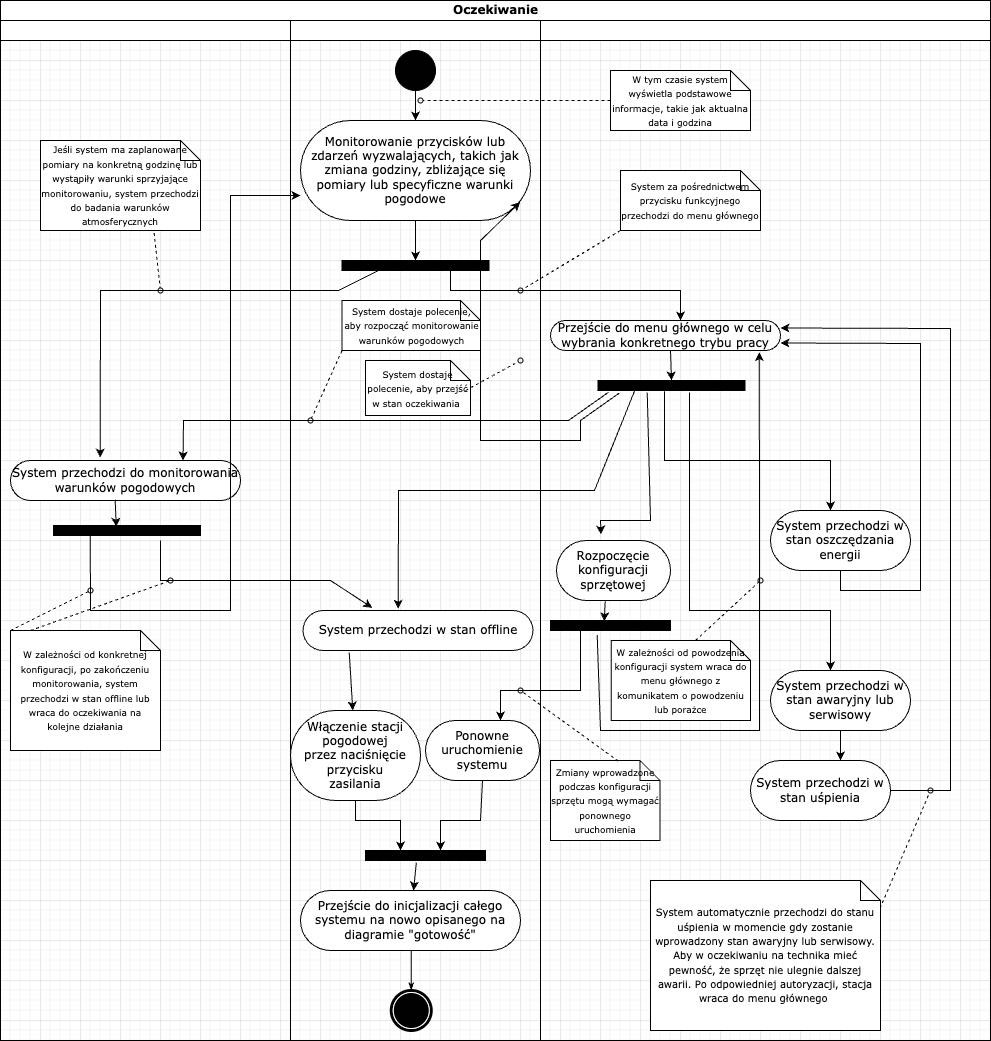 Oczekiwanie
W tym czasie system
wyświetla podstawowe
informacje, takie jak aktualna
data i godzina
Monitorowanie przycisków lub
zdarzeń wyzwalających, takich jak
zmiana godziny, zbliżające się
pomiary lub specyficzne warunki
pogodowe
Jeśli system ma zaplanowane
pomiary na konkretną godzinę lub
wystąpiły warunki sprzyjające
monitorowaniu, system przechodzi
do badania warunków
atmosferycznych
System za pośrednictwem
przycisku funkcyjnego
przechodzi do menu głównego
System dostaje polecenie,
aby rozpocząć monitorowanie
warunków pogodowych
Przejście do menu głównego w celu
wybrania konkretnego trybu pracy
System dostaje
polecenie, aby przejść
w stan oczekiwania
System przechodzi do monitorowania
warunków pogodowych
System przechodzi w
stan oszczędzania
energii
Rozpoczęcie
konfiguracji
sprzętowej
System przechodzi w stan offline
W zależności od konkretnej
konfiguracji, po zakończeniu
monitorowania, system
przechodzi w stan offline lub
wraca do oczekiwania na
kolejne działania
W zależności od powodzenia
konfiguracji system wraca do
menu głównego z
komunikatem o powodzeniu
lub porażce
System przechodzi w
stan awaryjny lub
serwisowy
Włączenie stacji
pogodowej
przez naciśnięcie
przycisku
zasilania
Ponowne
uruchomienie
systemu
Zmiany wprowadzone
podczas konfiguracji
sprzętu mogą wymagać
ponownego
uruchomienia
System przechodzi w
stan uśpienia
Przejście do inicjalizacji całego
systemu na nowo opisanego na
diagramie "gotowość"
System automatycznie przechodzi do stanu
uśpienia w momencie gdy zostanie
wprowadzony stan awaryjny lub serwisowy.
Aby w oczekiwaniu na technika mieć
pewność, że sprzęt nie ulegnie dalszej
awarii. Po odpowiedniej autoryzacji, stacja
wraca do menu głównego